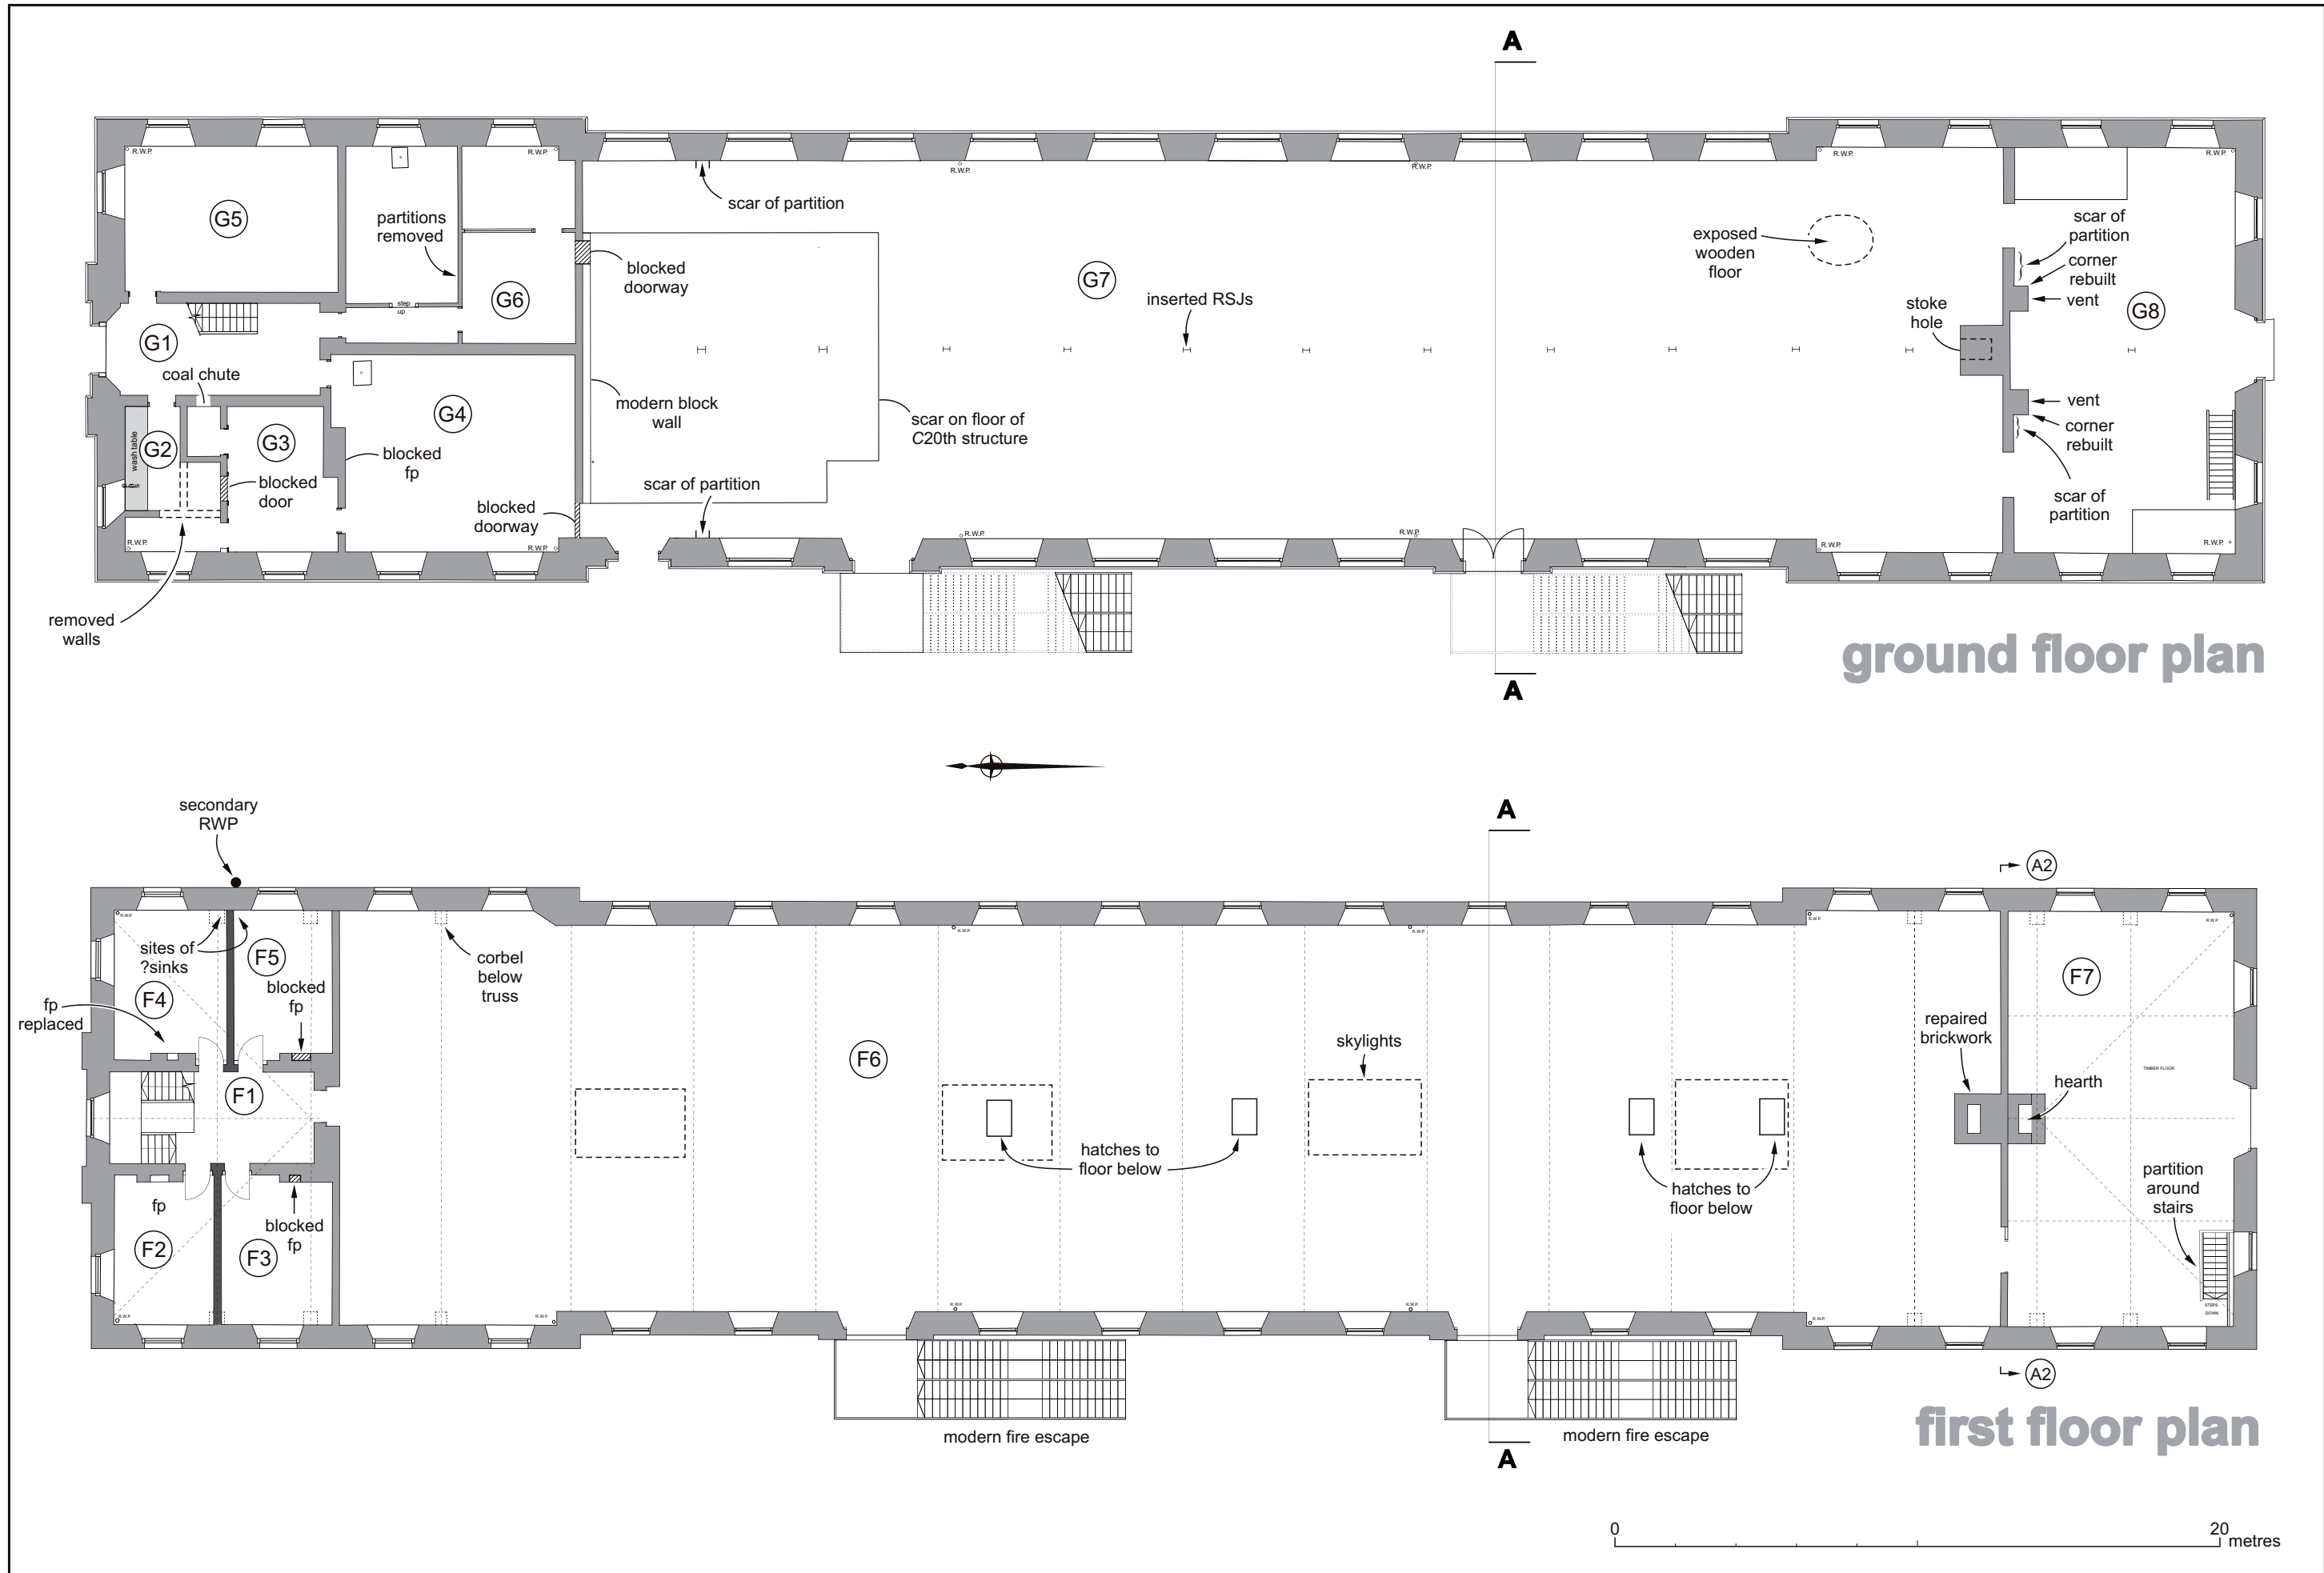 A
R.W.P.
R.W.P.
R.W.P.
R.W.P.
R.W.P.
R.W.P.
scar of partition
partitions
removed
G5
blocked
doorway
G6
step
up
G7
inserted RSJs
exposed
wooden
floor
scar of
partition
corner
rebuilt
vent
stoke
hole
G8
G1
coal chute
modern block
wall
scar on floor of
C20th structure
vent
corner
rebuilt
wash table
G2
G3
G4
blocked
fp
blocked
door
blocked
doorway
scar of partition
scar of
partition
R.W.P.
R.W.P.
R.W.P.
R.W.P.
R.W.P.
R.W.P.
removed
walls
ground floor plan
A
secondary
RWP
A
A2
R.W.P.
R.W.P.
R.W.P.
R.W.P.
R.W.P.
sites of
?sinks
F5
F4
blocked
fp
fp
replaced
corbel
below
truss
F6
skylights
F7
repaired
brickwork
TIMBER FLOOR
hearth
F1
hatches to
floor below
hatches to
floor below
partition
around
stairs
fp
F2
F3
blocked
fp
STEPS
DOWN
R.W.P.
R.W.P.
R.W.P.
R.W.P.
R.W.P.
A2
modern fire escape
modern fire escape
A
first floor plan
0 20
metres